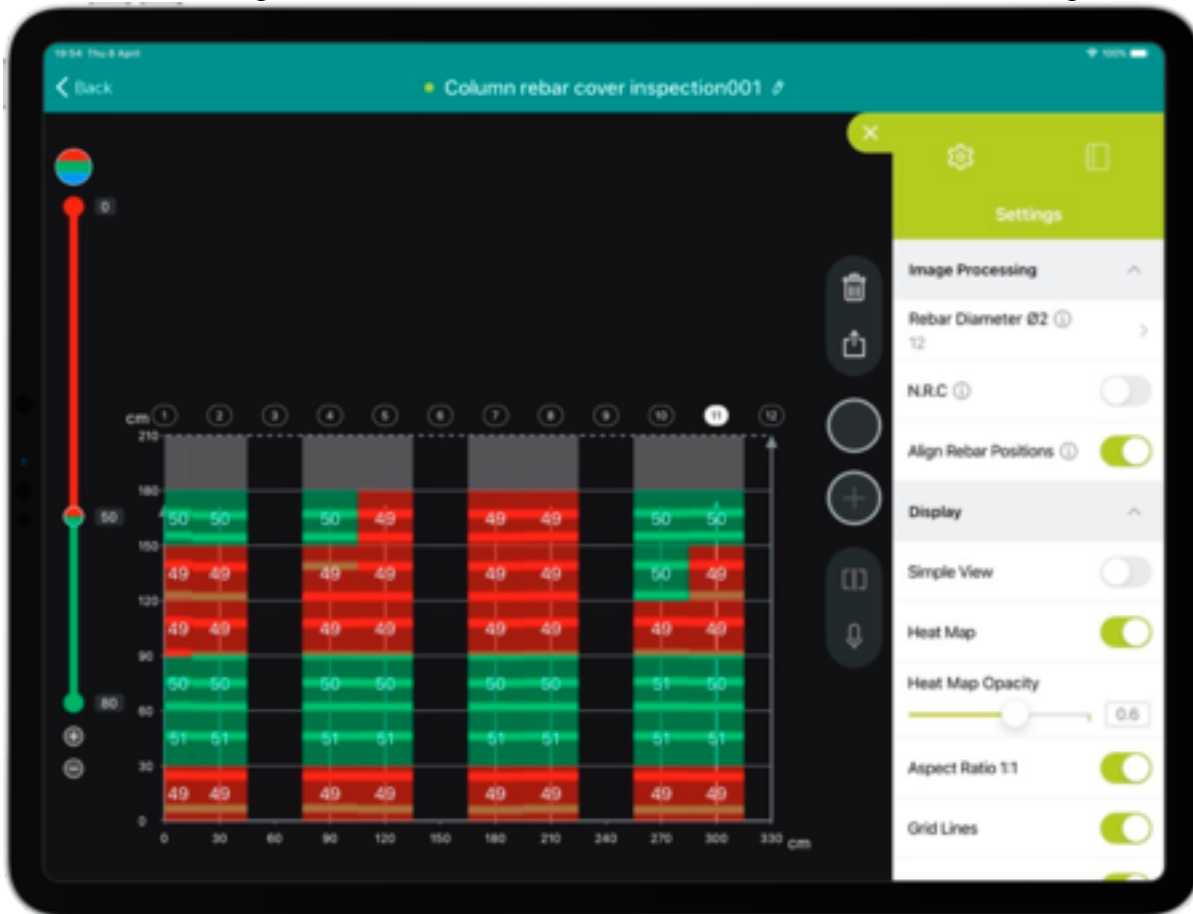 19:54 Thu 9 April
100%
Back
Column rebar cover inspection001
Settings
Image Processing
Rebar Diameter Ø2
12
N.R.C
Align Rebar Positions
Display
Simple View
Heat Map
Heat Map Opacity
0.6
Aspect Ratio 1:1
Grid Lines
0
50
80
cm 1 2 3 4 5 6 7 8 9 10 11 12
210
180
50 50 50 49 49 49 50 50
150
49 49 49 49 49 49 50 49
120
49 49 49 49 49 49 49 49
90
50 50 50 50 50 50 51 50
60
51 51 51 51 51 51 51 51
30
49 49 49 49 49 49 49 49
0
0 30 60 90 120 150 180 210 240 270 300 330 cm